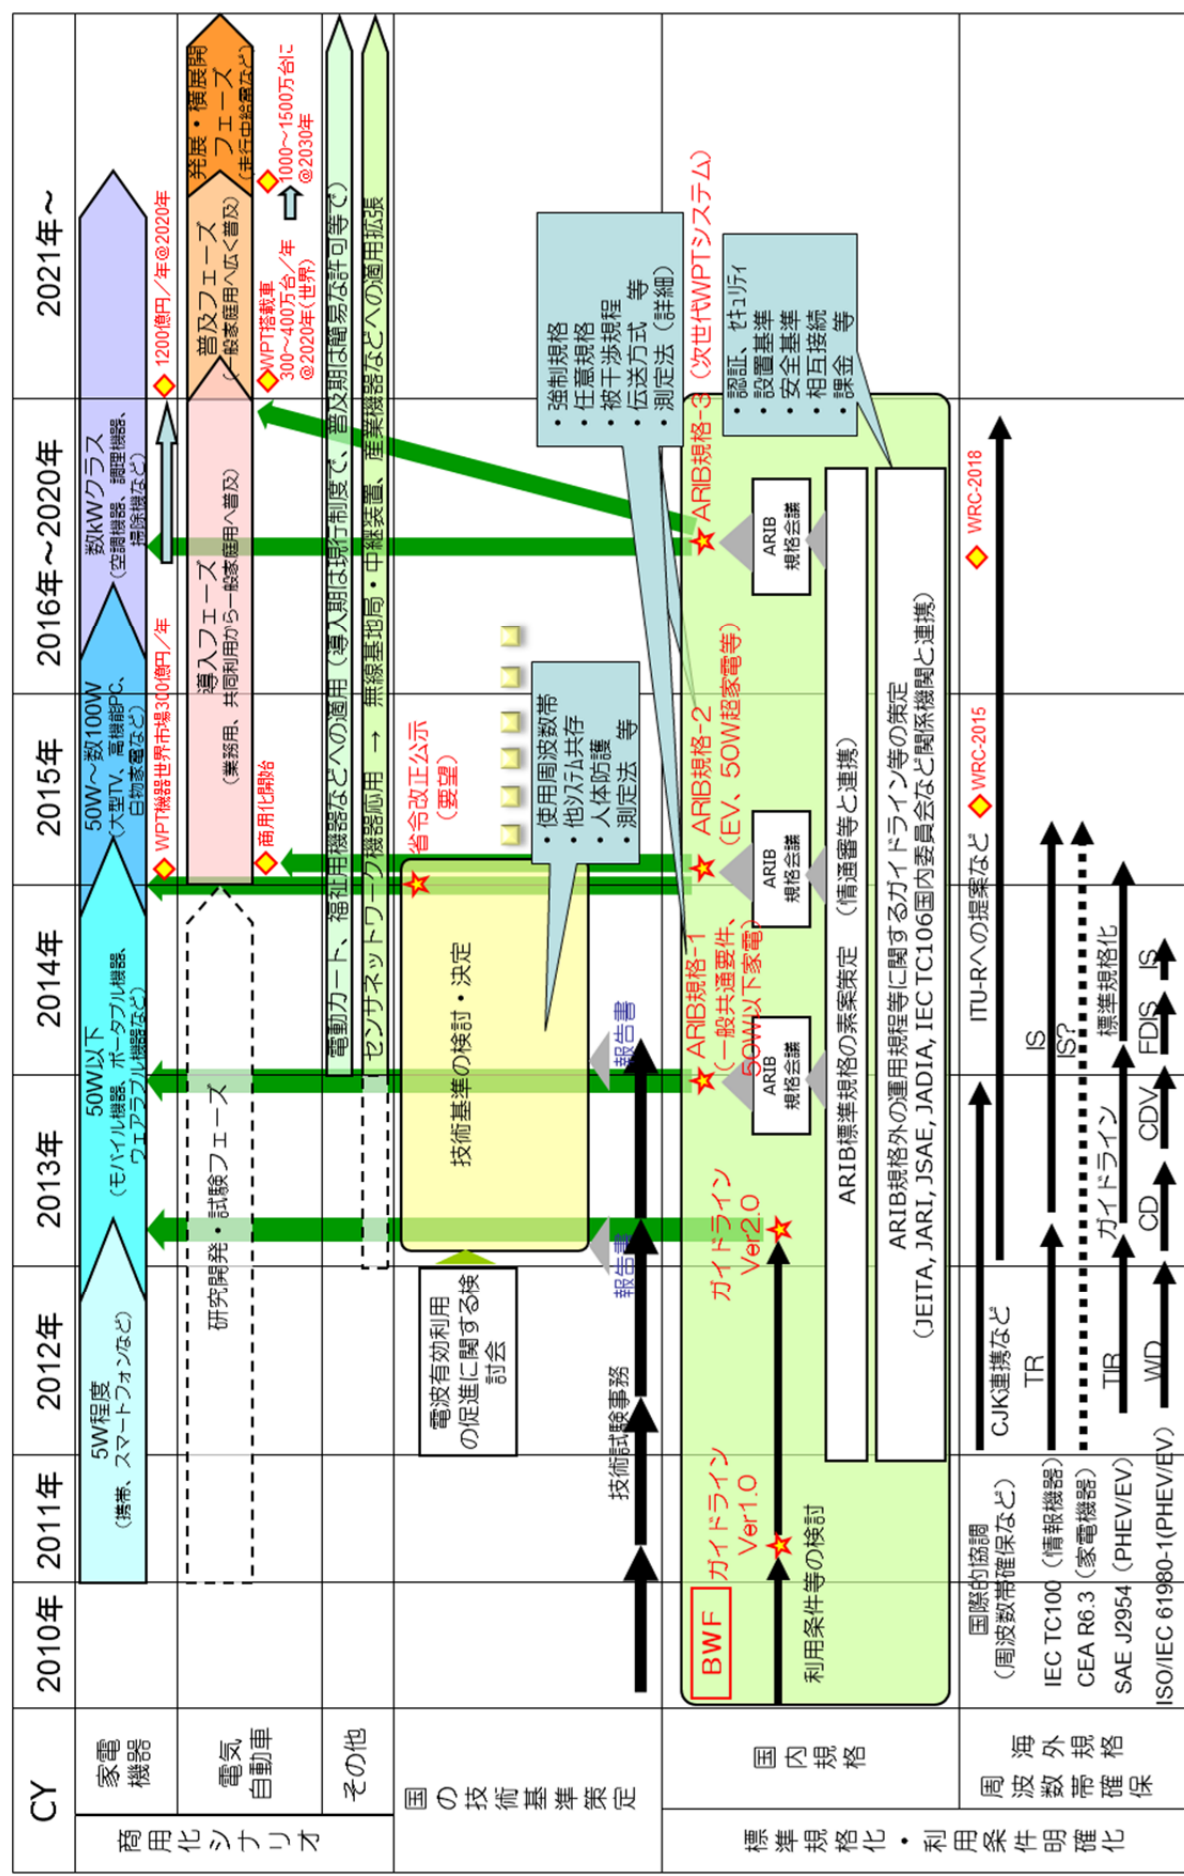 CY
2010年
2011年
2012年
2013年
2014年
2015年
2016年～2020年
2021年～
商用化シナリオ
家電
機器
5W程度
(携帯、スマートフォンなど)
50W以下
(モバイル機器、ポータブル機器、
ウェアラブル機器など)
50W～数100W
(大型TV、高機能PC、
白物家電など)
数kWクラス
(空調機器、調理機器、
掃除機など)
WPT機器世界市場300億円／年
1200億円／年@2020年
電気
自動車
研究開発・試験フェーズ
導入フェーズ
(業務用、共同利用から一般家庭用へ普及)
普及フェーズ
(一般家庭用へ広く普及)
発展・横展開
フェーズ
(走行中給電など)
商用化開始
WPT搭載車
300～400万台／年
@2020年(世界)
1000～1500万台に
@2030年
その他
電動カート、福祉用機器などへの適用（導入期は現行制度で、普及期は簡易な許可等で）
センサネットワーク機器応用 → 無線基地局・中継装置、産業機器などへの適用拡張
国の技術基準策定
電波有効利用
の促進に関する検
討会
技術基準の検討・決定
省令改正公示
（要望）
・使用周波数帯
・他システム共存
・人体防護
・測定法 等
技術試験事務
報告書
報告書
標準規格化・利用条件明確化
国内
規格
BWF
ガイドライン
Ver1.0
ガイドライン
Ver2.0
利用条件等の検討
ARIB規格-1
(一般共通要件、
50W以下家電)
ARIB規格-2
(EV、50W超家電等)
ARIB規格-3（次世代WPTシステム）
・強制規格
・任意規格
・被干渉規程
・伝送方式 等
・測定法（詳細）
・認証、セキュリティ
・設置基準
・安全基準
・相互接続
・課金 等
ARIB
規格会議
ARIB
規格会議
ARIB
規格会議
ARIB標準規格の素案策定 （情通審等と連携）
ARIB規格外の運用規程等に関するガイドライン等の策定
(JEITA, JARI, JSAE, JADIA, IEC TC106国内委員会など関係機関と連携)
海外規格
周波数帯確保
国際的協調
(周波数帯確保など)
CJK連携など
ITU-Rへの提案など
WRC-2015
WRC-2018
IEC TC100（情報機器）
TR
IS
CEA R6.3（家電機器）
IS?
SAE J2954（PHEV/EV）
TIR
ガイドライン
標準規格化
ISO/IEC 61980-1(PHEV/EV)
WD
CD
CDV
FDIS
IS